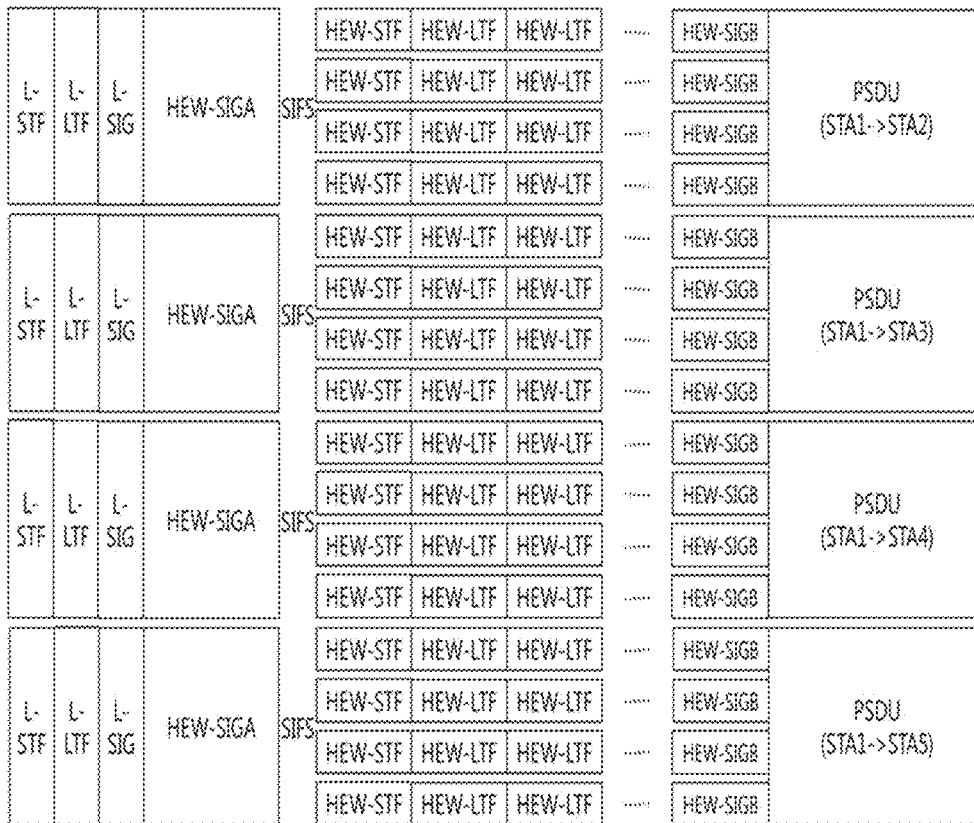 HEW-STF HEW-LTF HEW-LTF ..... HEW-SIGB
HEW-STF HEW-LTF HEW-LTF ..... HEW-SIGB
L-STF L-LTF L-SIG HEW-SIGA SIFS PSDU (STA1->STA2)
HEW-STF HEW-LTF HEW-LTF ..... HEW-SIGB
HEW-STF HEW-LTF HEW-LTF ..... HEW-SIGB
HEW-STF HEW-LTF HEW-LTF ..... HEW-SIGB
HEW-STF HEW-LTF HEW-LTF ..... HEW-SIGB
L-STF L-LTF L-SIG HEW-SIGA SIFS PSDU (STA1->STA3)
HEW-STF HEW-LTF HEW-LTF ..... HEW-SIGB
HEW-STF HEW-LTF HEW-LTF ..... HEW-SIGB
HEW-STF HEW-LTF HEW-LTF ..... HEW-SIGB
HEW-STF HEW-LTF HEW-LTF ..... HEW-SIGB
L-STF L-LTF L-SIG HEW-SIGA SIFS PSDU (STA1->STA4)
HEW-STF HEW-LTF HEW-LTF ..... HEW-SIGB
HEW-STF HEW-LTF HEW-LTF ..... HEW-SIGB
HEW-STF HEW-LTF HEW-LTF ..... HEW-SIGB
HEW-STF HEW-LTF HEW-LTF ..... HEW-SIGB
L-STF L-LTF L-SIG HEW-SIGA SIFS PSDU (STA1->STA5)
HEW-STF HEW-LTF HEW-LTF ..... HEW-SIGB
HEW-STF HEW-LTF HEW-LTF ..... HEW-SIGB